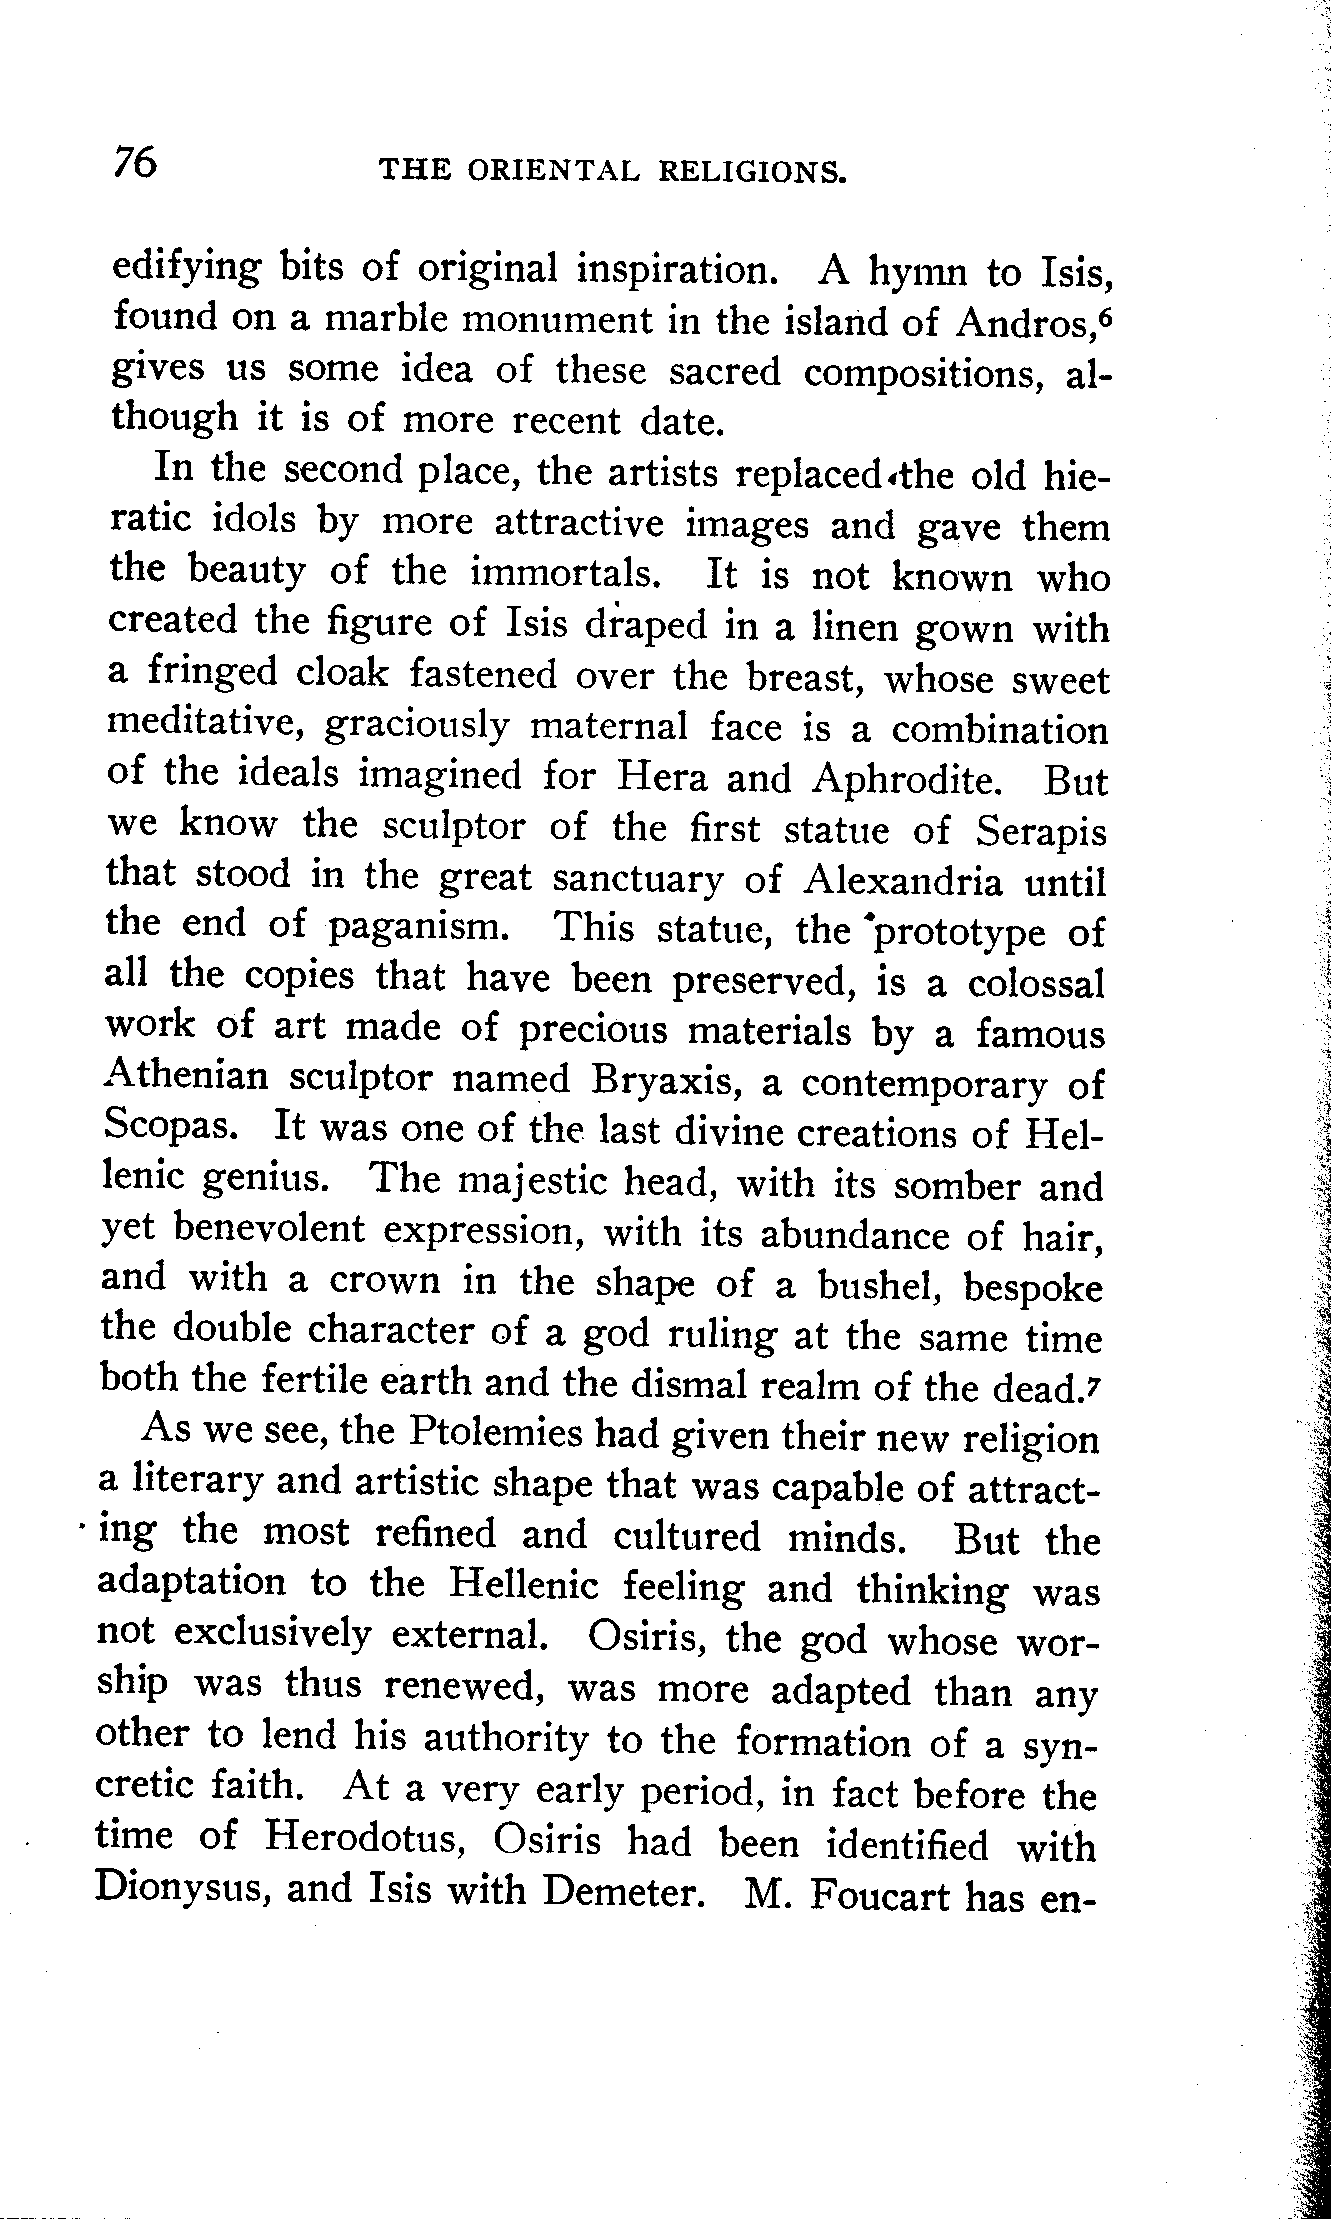 76 THE ORIENTAL RELIGIONS.
edifying bits of original inspiration. A hymn to Isis,
found on a marble monument in the island of Andros,⁶
gives us some idea of these sacred compositions, al-
though it is of more recent date.
In the second place, the artists replaced the old hie-
ratic idols by more attractive images and gave them
the beauty of the immortals. It is not known who
created the figure of Isis draped in a linen gown with
a fringed cloak fastened over the breast, whose sweet
meditative, graciously maternal face is a combination
of the ideals imagined for Hera and Aphrodite. But
we know the sculptor of the first statue of Serapis
that stood in the great sanctuary of Alexandria until
the end of paganism. This statue, the prototype of
all the copies that have been preserved, is a colossal
work of art made of precious materials by a famous
Athenian sculptor named Bryaxis, a contemporary of
Scopas. It was one of the last divine creations of Hel-
lenic genius. The majestic head, with its somber and
yet benevolent expression, with its abundance of hair,
and with a crown in the shape of a bushel, bespoke
the double character of a god ruling at the same time
both the fertile earth and the dismal realm of the dead.⁷
As we see, the Ptolemies had given their new religion
a literary and artistic shape that was capable of attract-
ing the most refined and cultured minds. But the
adaptation to the Hellenic feeling and thinking was
not exclusively external. Osiris, the god whose wor-
ship was thus renewed, was more adapted than any
other to lend his authority to the formation of a syn-
cretic faith. At a very early period, in fact before the
time of Herodotus, Osiris had been identified with
Dionysus, and Isis with Demeter. M. Foucart has en-